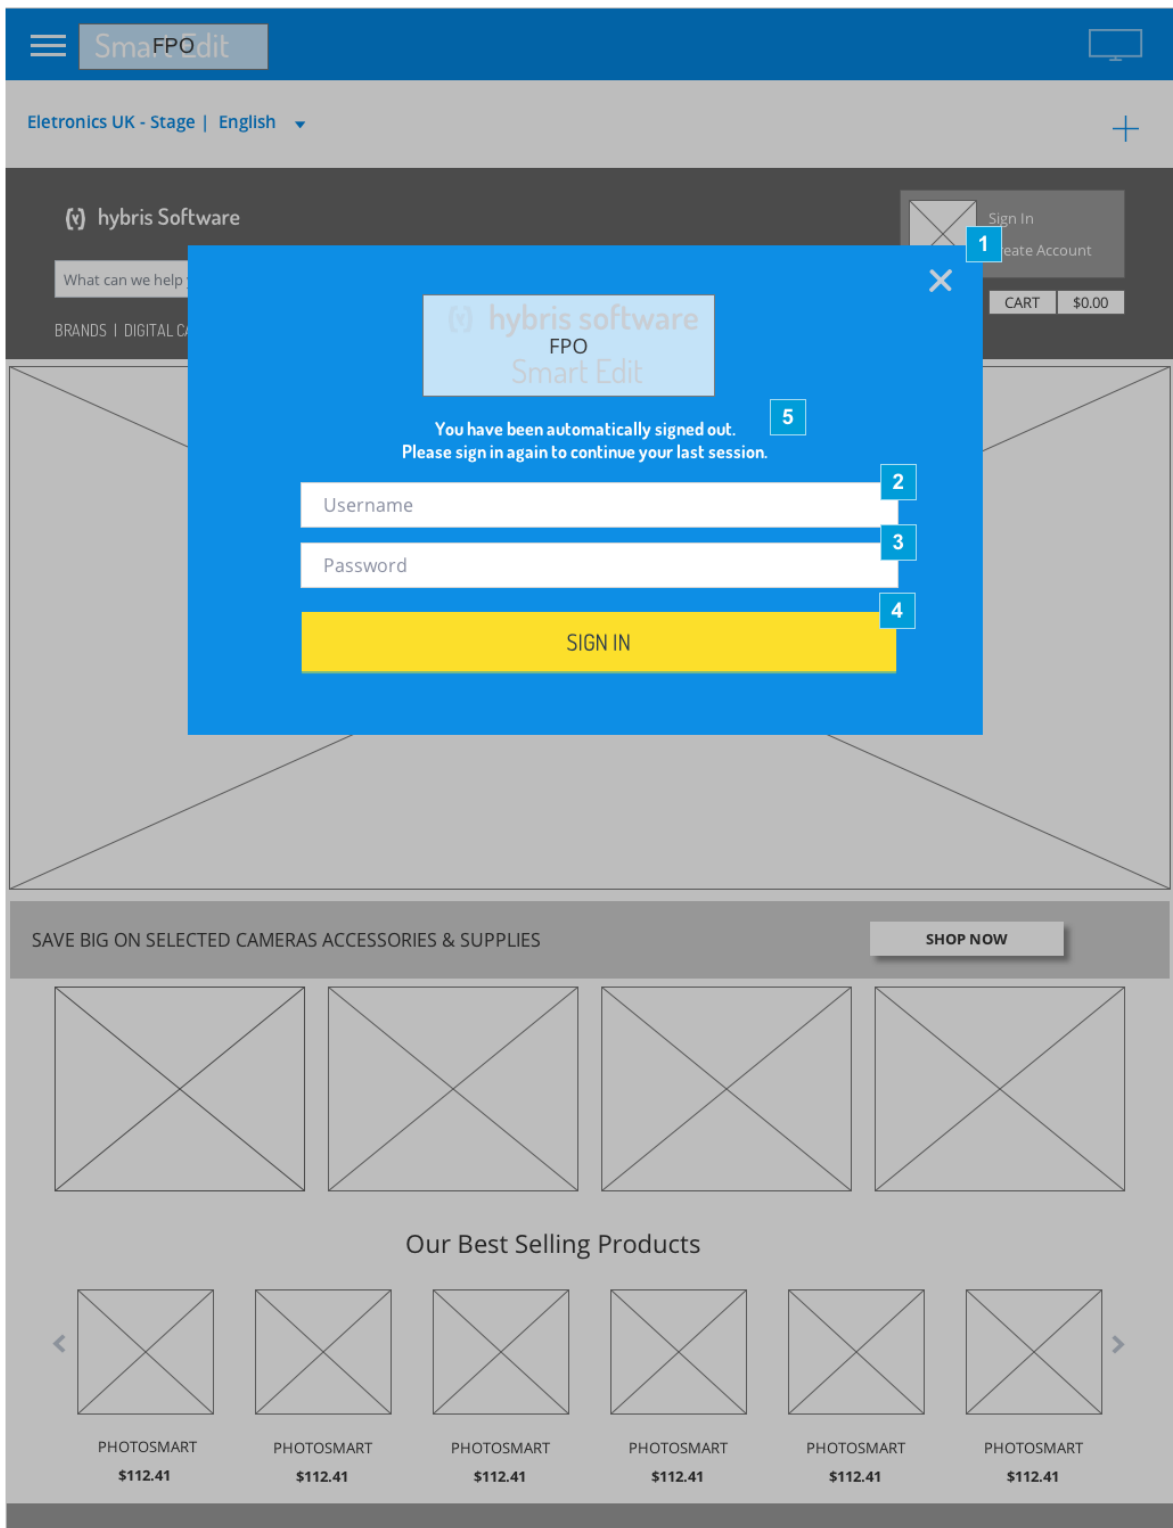 Smart Edit
FPO
Eletronics UK - Stage | English
hybris Software
Sign In
1
eate Account
What can we help
CART $0.00
BRANDS | DIGITAL CA
hybris software
FPO
Smart Edit
5
You have been automatically signed out.
Please sign in again to continue your last session.
2
Username
3
Password
4
SIGN IN
SAVE BIG ON SELECTED CAMERAS ACCESSORIES & SUPPLIES
SHOP NOW
Our Best Selling Products
PHOTOSMART PHOTOSMART PHOTOSMART PHOTOSMART PHOTOSMART PHOTOSMART
$112.41 $112.41 $112.41 $112.41 $112.41 $112.41